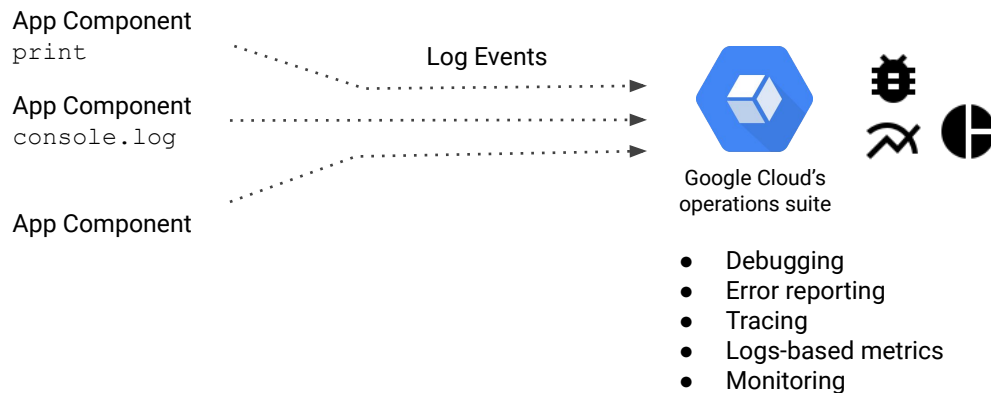 App Component
print
Log Events
App Component
console.log
App Component
Google Cloud’s
operations suite
● Debugging
● Error reporting
● Tracing
● Logs-based metrics
● Monitoring